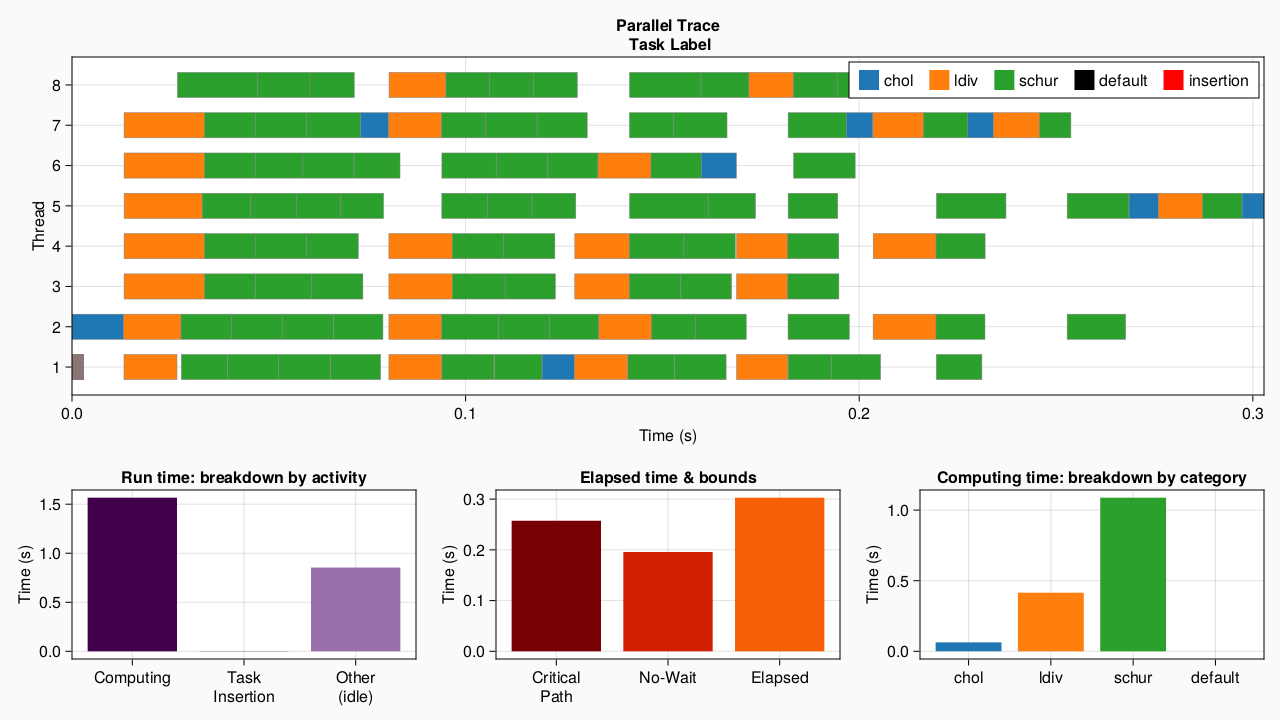 Parallel Trace
Task Label
chol ldiv schur default insertion
Thread
8
7
6
5
4
3
2
1
0.0 0.1 0.2 0.3
Time (s)
Run time: breakdown by activity
Time (s)
1.5
1.0
0.5
0.0
Computing Task Insertion Other (idle)
Elapsed time & bounds
Time (s)
0.3
0.2
0.1
0.0
Critical Path No-Wait Elapsed
Computing time: breakdown by category
Time (s)
1.0
0.5
0.0
chol ldiv schur default